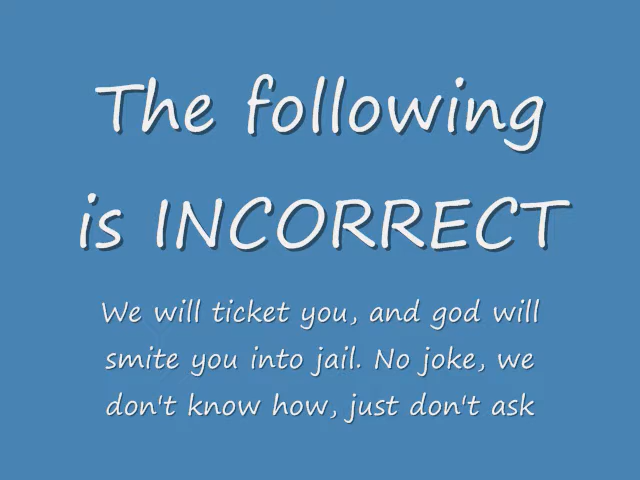 The following
is INCORRECT
We will ticket you, and god will
smite you into jail. No joke, we
don't know how, just don't ask